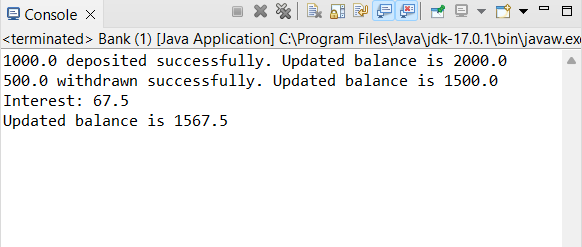 Console
<terminated> Bank (1) [Java Application] C:\Program Files\Java\jdk-17.0.1\bin\javaw.exe
1000.0 deposited successfully. Updated balance is 2000.0
500.0 withdrawn successfully. Updated balance is 1500.0
Interest: 67.5
Updated balance is 1567.5